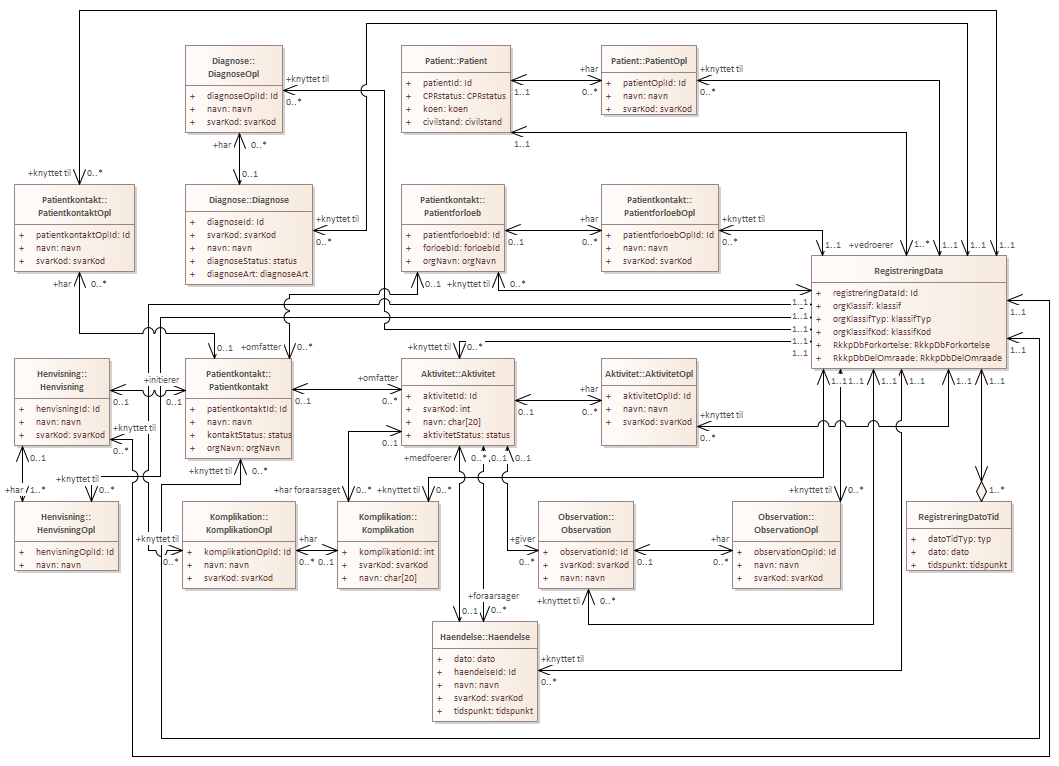 Diagnose::
DiagnoseOpl
+ diagnoseOplId: Id
+ navn: navn
+ svarKod: svarKod
+knyttet til
0..*
+har
0..*
0..1
Patient::Patient
+ patientId: Id
+ CPRstatus: CPRstatus
+ koen: koen
+ civilstand: civilstand
1..1
+har
0..*
1..1
Patient::PatientOpl
+ patientOplId: Id
+ navn: navn
+ svarKod: svarKod
+knyttet til
0..*
+knyttet til
0..*
Patientkontakt::
PatientkontaktOpl
+ patientkontaktOplId: Id
+ navn: navn
+ svarKod: svarKod
+har
0..*
Diagnose::Diagnose
+ diagnoseId: Id
+ svarKod: svarKod
+ navn: navn
+ diagnoseStatus: status
+ diagnoseArt: diagnoseArt
+knyttet til
0..*
Patientkontakt::
Patientforloeb
+ patientforloebId: Id
+ forloebId: forloebId
+ orgNavn: orgNavn
0..1
+har
0..*
0..1
+knyttet til
0..*
Patientkontakt::
PatientforloebOpl
+ patientforloebOplId: Id
+ navn: navn
+ svarKod: svarKod
+knyttet til
0..*
1..1
+vedroerer
1..*
1..1
1..1
1..1
RegistreringData
+ registreringDataId: Id
+ orgKlassif: klassif
+ orgKlassifTyp: klassifTyp
+ orgKlassifKod: klassifKod
+ RkkpDbForkortelse: RkkpDbForkortelse
+ RkkpDbDelOmraade: RkkpDbDelOmraade
1..1
1..1
1..1
1..1
1..1
1..1
1..1
0..1
+omfatter
0..*
+knyttet til
0..*
1..1
1..1
1..1
1..1
1..1
1..1
Henvisning::
Henvisning
+ henvisningId: Id
+ navn: navn
+ svarKod: svarKod
+initierer
0..1
0..1
+knyttet til
0..*
0..1
+har
1..*
Patientkontakt::
Patientkontakt
+ patientkontaktId: Id
+ navn: navn
+ kontaktStatus: status
+ orgNavn: orgNavn
0..1
+omfatter
0..*
+knyttet til
0..*
Aktivitet::Aktivitet
+ aktivitetId: Id
+ svarKod: int
+ navn: char[20]
+ aktivitetStatus: status
0..1
0..1
+har
0..*
+medfoerer
0..*
0..1
0..1
Aktivitet::AktivitetOpl
+ aktivitetOplId: Id
+ navn: navn
+ svarKod: svarKod
+knyttet til
0..*
+knyttet til
Henvisning::
HenvisningOpl
+ henvisningOplId: Id
+ navn: navn
+knyttet til
0..*
Komplikation::
KomplikationOpl
+ komplikationOplId: Id
+ navn: navn
+ svarKod: svarKod
+har
0..*
0..1
+har foraarsaget
0..*
+knyttet til
0..*
Komplikation::
Komplikation
+ komplikationId: int
+ svarKod: svarKod
+ navn: char[20]
+giver
0..*
Observation::
Observation
+ observationId: Id
+ svarKod: svarKod
+ navn: navn
0..1
+har
0..*
+knyttet til
0..*
+knyttet til
0..*
Observation::
ObservationOpl
+ observationOplId: Id
+ navn: navn
+ svarKod: svarKod
1..*
RegistreringDatoTid
+ datoTidTyp: typ
+ dato: dato
+ tidspunkt: tidspunkt
+foraarsager
0..1
0..*
Haendelse::Haendelse
+ dato: dato
+ haendelseId: Id
+ navn: navn
+ svarKod: svarKod
+ tidspunkt: tidspunkt
+knyttet til
0..*